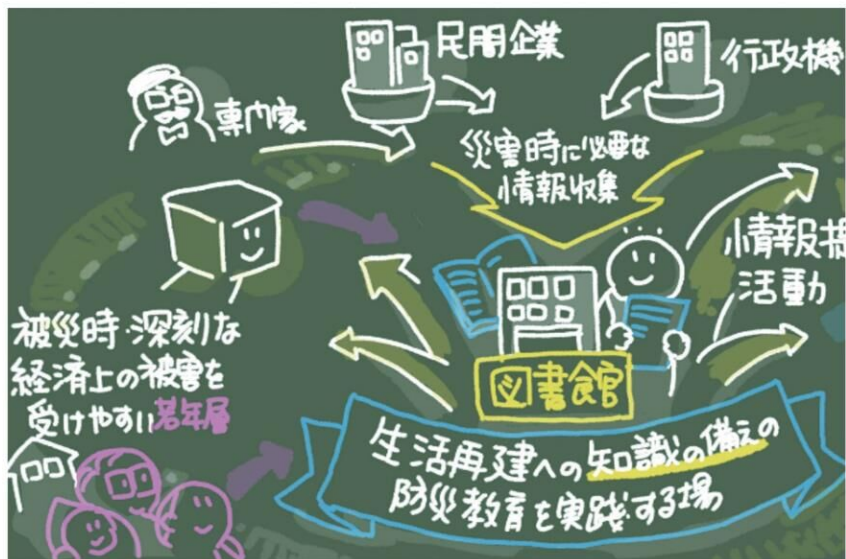 民間企業
行政機
専門家
災害時に必要な
情報収集
情報提
活動
被災時・深刻な
経済上の被害を
受けやすい若年層
図書館
生活再建への知識の備えの
防災教育を実践する場